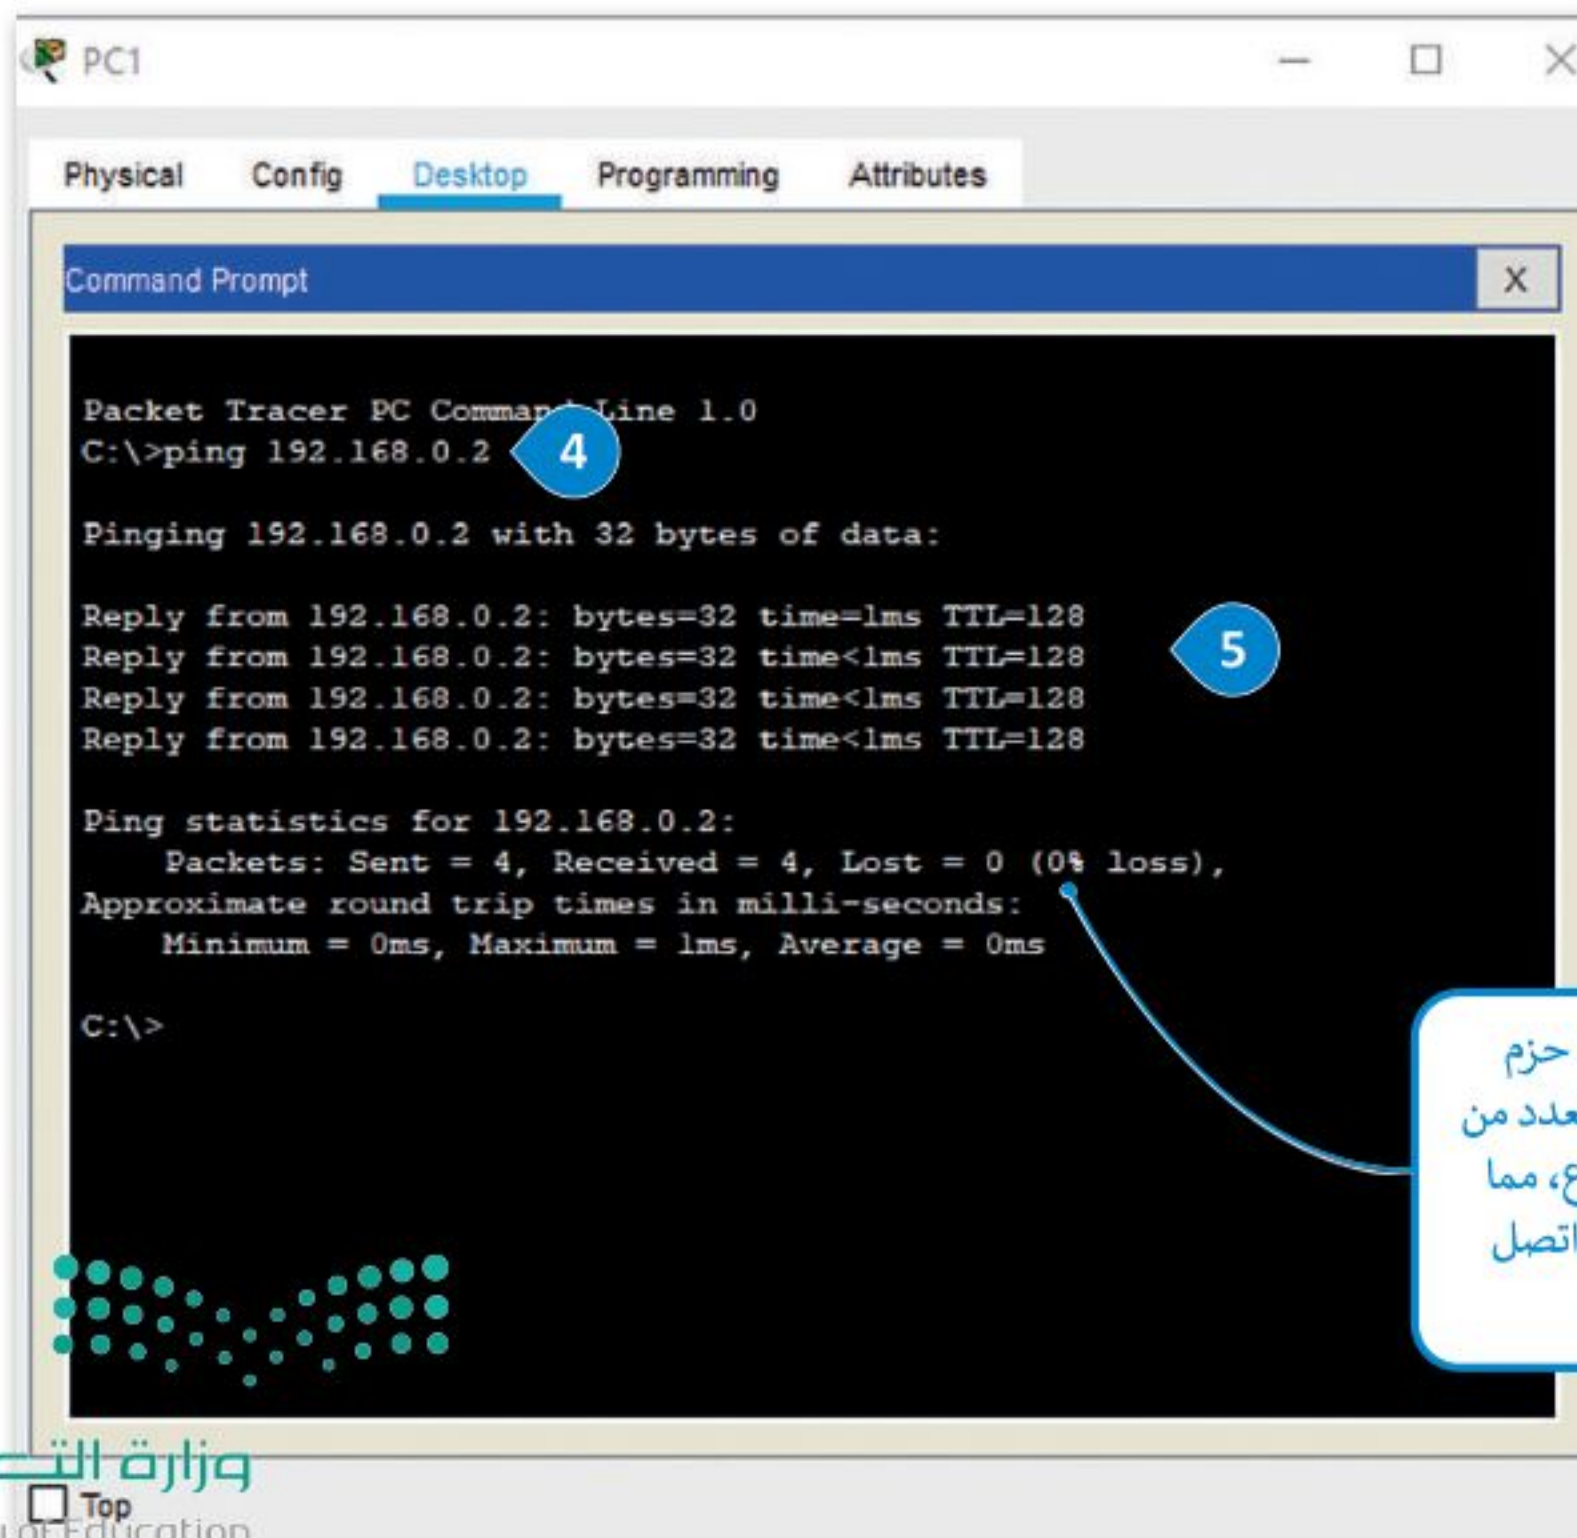 PC1
Physical Config Desktop Programming Attributes
Command Prompt
X
Packet Tracer PC Command Line 1.0
C:\>ping 192.168.0.2
4
Pinging 192.168.0.2 with 32 bytes of data:
Reply from 192.168.0.2: bytes=32 time=1ms TTL=128
Reply from 192.168.0.2: bytes=32 time<1ms TTL=128
5
Reply from 192.168.0.2: bytes=32 time<1ms TTL=128
Reply from 192.168.0.2: bytes=32 time<1ms TTL=128
Ping statistics for 192.168.0.2:
Packets: Sent = 4, Received = 4, Lost = 0 (0% loss),
Approximate round trip times in milli-seconds:
Minimum = 0ms, Maximum = 1ms, Average = 0ms
C:\>
حزم
من
مما
اتصل
وزارة
Top
of Education